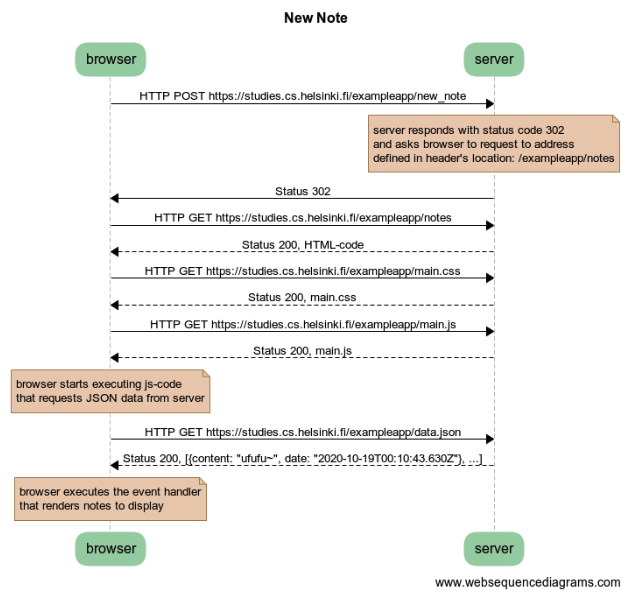 New Note
browser
server
HTTP POST https://studies.cs.helsinki.fi/exampleapp/new_note
server responds with status code 302
and asks browser to request to address
defined in header's location: /exampleapp/notes
Status 302
HTTP GET https://studies.cs.helsinki.fi/exampleapp/notes
Status 200, HTML-code
HTTP GET https://studies.cs.helsinki.fi/exampleapp/main.css
Status 200, main.css
HTTP GET https://studies.cs.helsinki.fi/exampleapp/main.js
Status 200, main.js
browser starts executing js-code
that requests JSON data from server
HTTP GET https://studies.cs.helsinki.fi/exampleapp/data.json
Status 200, [{content: "ufufu~", date: "2020-10-19T00:10:43.630Z"}, ...]
browser executes the event handler
that renders notes to display
browser
server
www.websequencediagrams.com